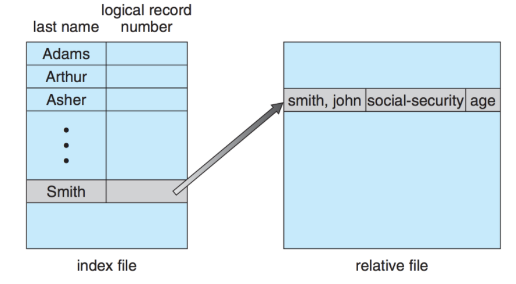 logical record
last name number
Adams
Arthur
Asher
Smith
index file
smith, john social-security age
relative file